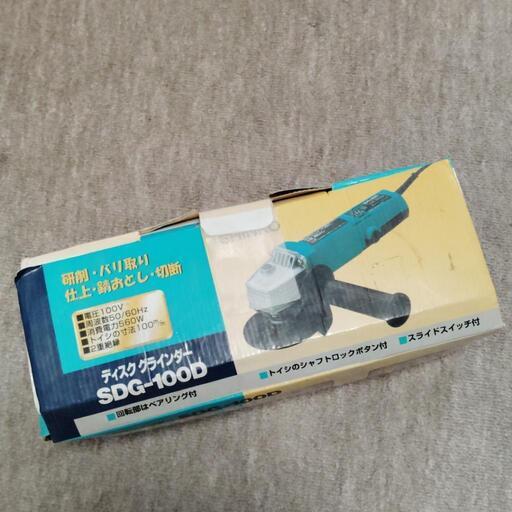 研削・バリ取り
仕上・錆おとし・切断
■電圧100V
■周波数50/60Hz
■消費電力560W
■トイシの寸法100mm
■2重絶縁
ディスクグラインダー
SDG-100D
■回転部はベアリング付
■トイシのシャフトロックボタン付
■スライドスイッチ付